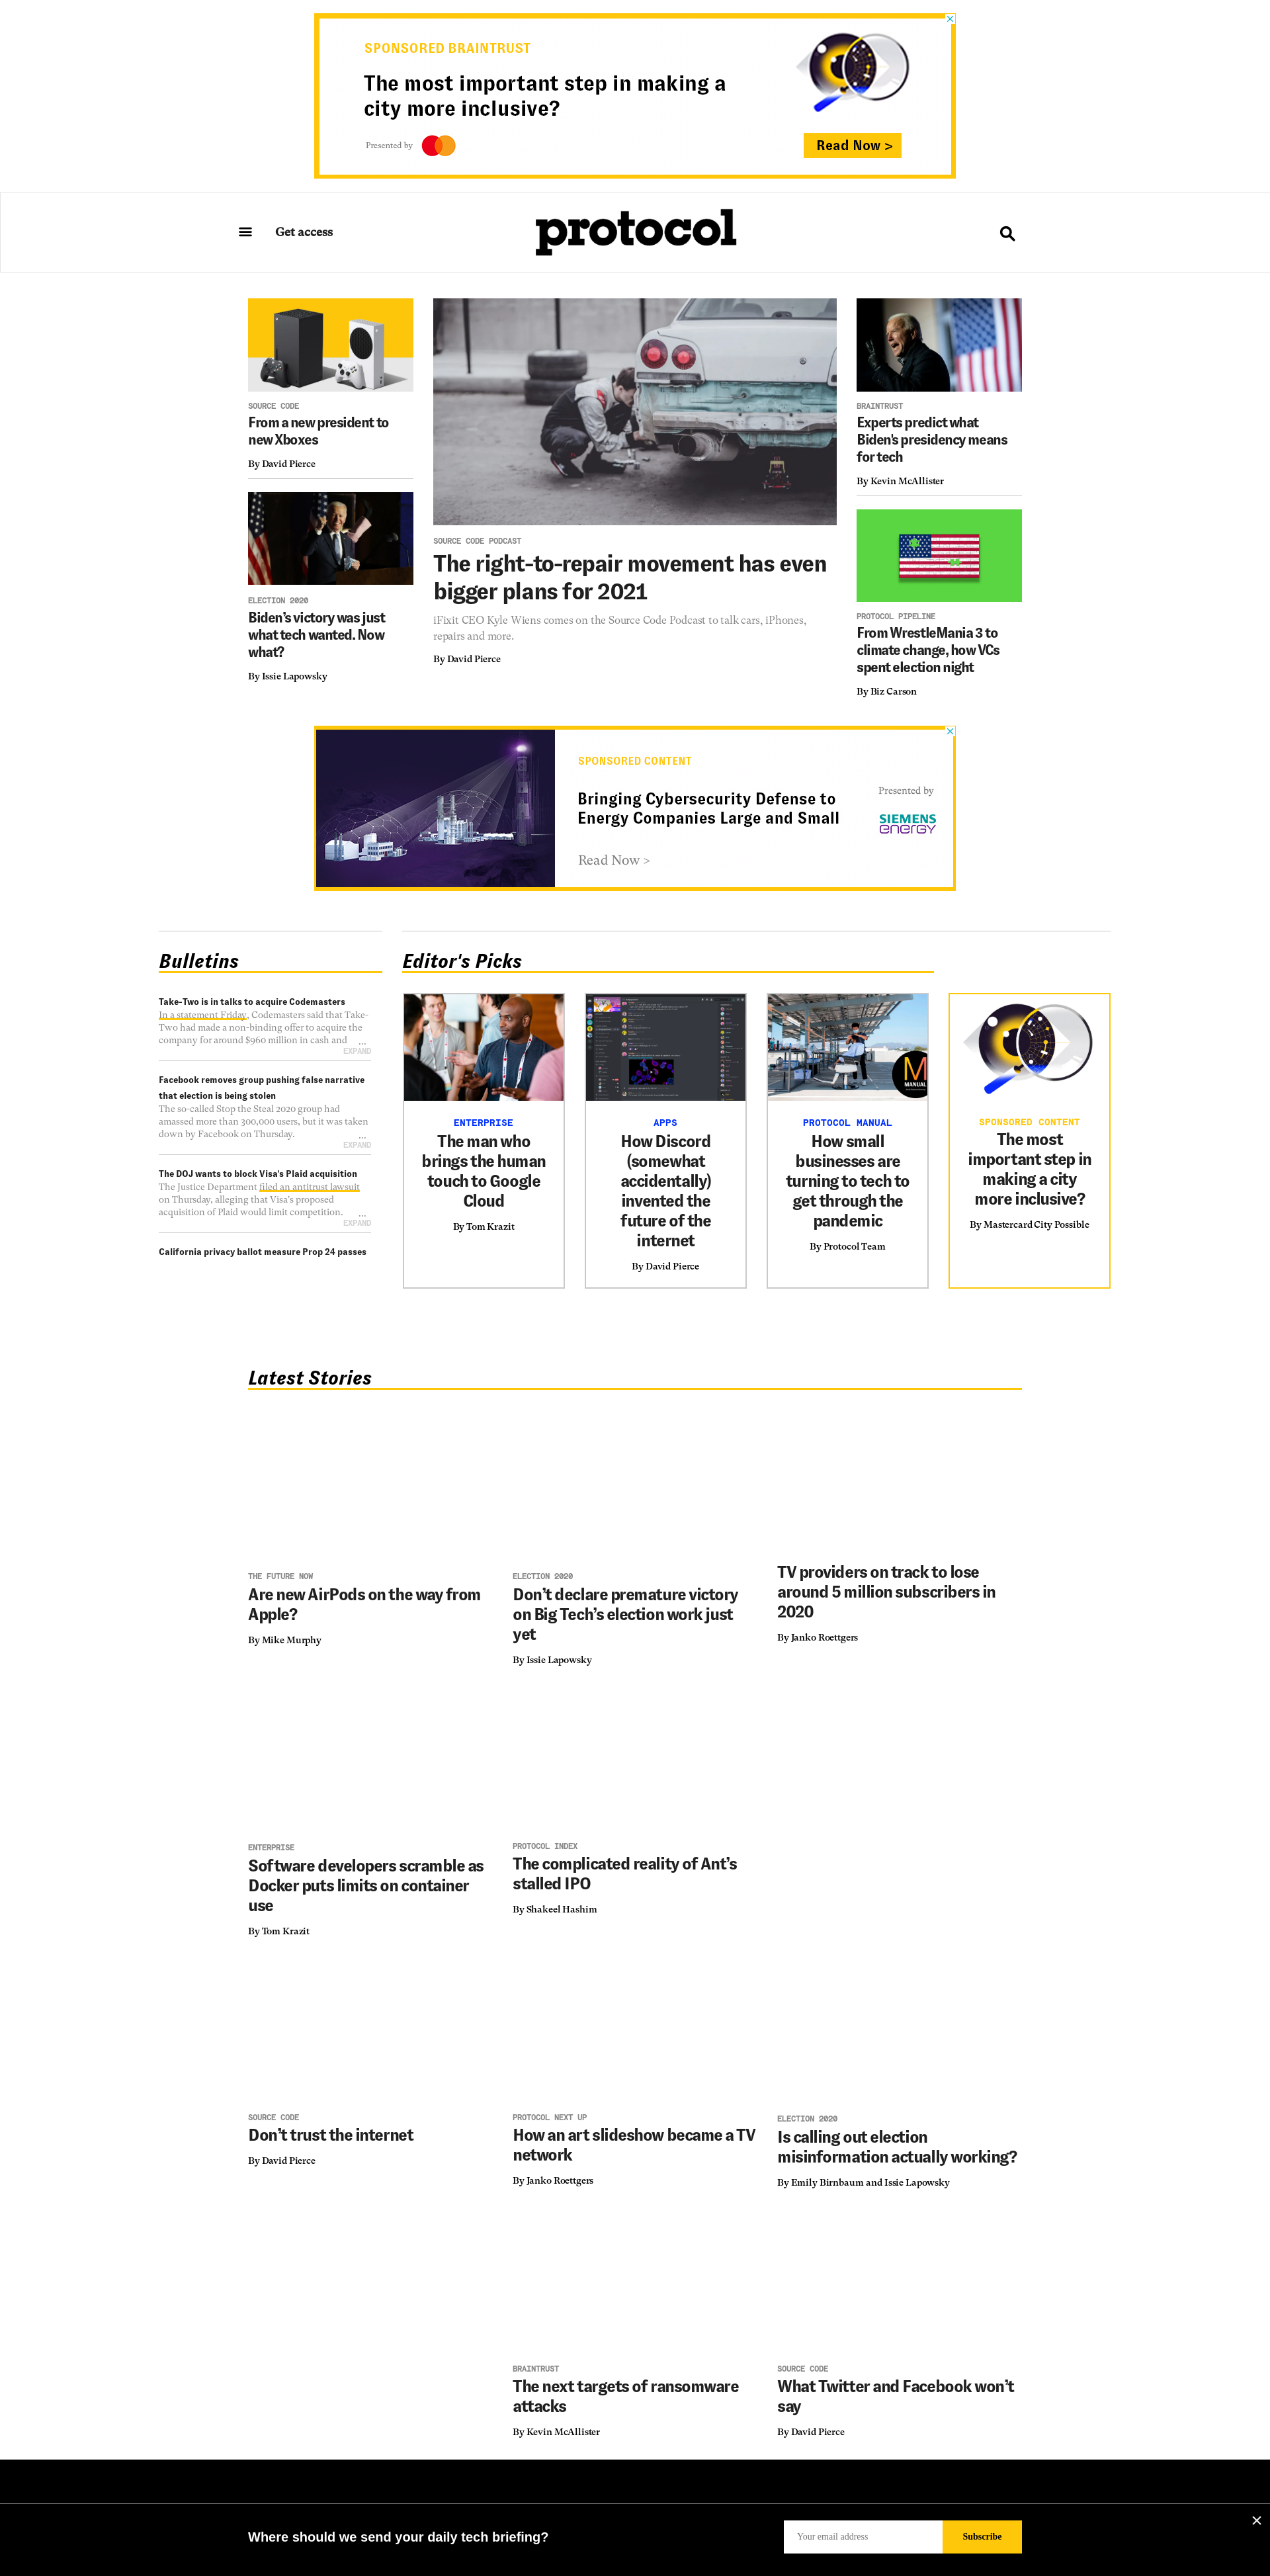 SPONSORED BRAINTRUST
The most important step in making a
city more inclusive?
Presented by
Read Now >
Get access
protocol
SOURCE CODE
From a new president to
new Xboxes
By David Pierce
ELECTION 2020
Biden’s victory was just
what tech wanted. Now
what?
By Issie Lapowsky
SOURCE CODE PODCAST
The right-to-repair movement has even
bigger plans for 2021
iFixit CEO Kyle Wiens comes on the Source Code Podcast to talk cars, iPhones,
repairs and more.
By David Pierce
BRAINTRUST
Experts predict what
Biden's presidency means
for tech
By Kevin McAllister
PROTOCOL PIPELINE
From WrestleMania 3 to
climate change, how VCs
spent election night
By Biz Carson
SPONSORED CONTENT
Bringing Cybersecurity Defense to
Energy Companies Large and Small
Read Now >
Presented by
SIEMENS
energy
Bulletins
Take-Two is in talks to acquire Codemasters
In a statement Friday, Codemasters said that Take-
Two had made a non-binding offer to acquire the
company for around $960 million in cash and ...
EXPAND
Facebook removes group pushing false narrative
that election is being stolen
The so-called Stop the Steal 2020 group had
amassed more than 300,000 users, but it was taken
down by Facebook on Thursday. ...
EXPAND
The DOJ wants to block Visa's Plaid acquisition
The Justice Department filed an antitrust lawsuit
on Thursday, alleging that Visa's proposed
acquisition of Plaid would limit competition. ...
EXPAND
California privacy ballot measure Prop 24 passes
Editor's Picks
ENTERPRISE
The man who
brings the human
touch to Google
Cloud
By Tom Krazit
APPS
How Discord
(somewhat
accidentally)
invented the
future of the
internet
By David Pierce
M
MANUAL
PROTOCOL MANUAL
How small
businesses are
turning to tech to
get through the
pandemic
By Protocol Team
SPONSORED CONTENT
The most
important step in
making a city
more inclusive?
By Mastercard City Possible
Latest Stories
THE FUTURE NOW
Are new AirPods on the way from
Apple?
By Mike Murphy
ELECTION 2020
Don’t declare premature victory
on Big Tech’s election work just
yet
By Issie Lapowsky
TV providers on track to lose
around 5 million subscribers in
2020
By Janko Roettgers
ENTERPRISE
Software developers scramble as
Docker puts limits on container
use
By Tom Krazit
PROTOCOL INDEX
The complicated reality of Ant’s
stalled IPO
By Shakeel Hashim
SOURCE CODE
Don’t trust the internet
By David Pierce
PROTOCOL NEXT UP
How an art slideshow became a TV
network
By Janko Roettgers
ELECTION 2020
Is calling out election
misinformation actually working?
By Emily Birnbaum and Issie Lapowsky
BRAINTRUST
The next targets of ransomware
attacks
By Kevin McAllister
SOURCE CODE
What Twitter and Facebook won’t
say
By David Pierce
Where should we send your daily tech briefing?
Your email address
Subscribe